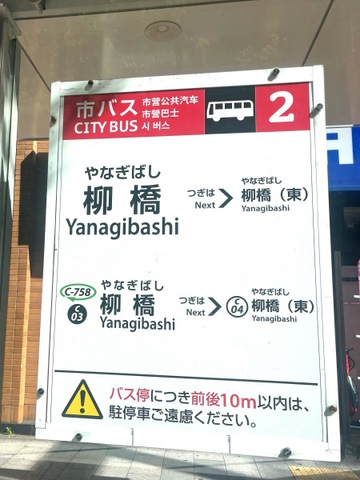 市バス
CITY BUS
市営公共汽车
市營巴士
시 버스
2
やなぎばし
柳橋
Yanagibashi
つぎは
Next
やなぎばし
柳橋（東）
Yanagibashi
C-758
C
03
やなぎばし
柳橋
Yanagibashi
つぎは
Next
C
04
やなぎばし
柳橋（東）
Yanagibashi
バス停につき前後10m以内は、
駐停車ご遠慮ください。